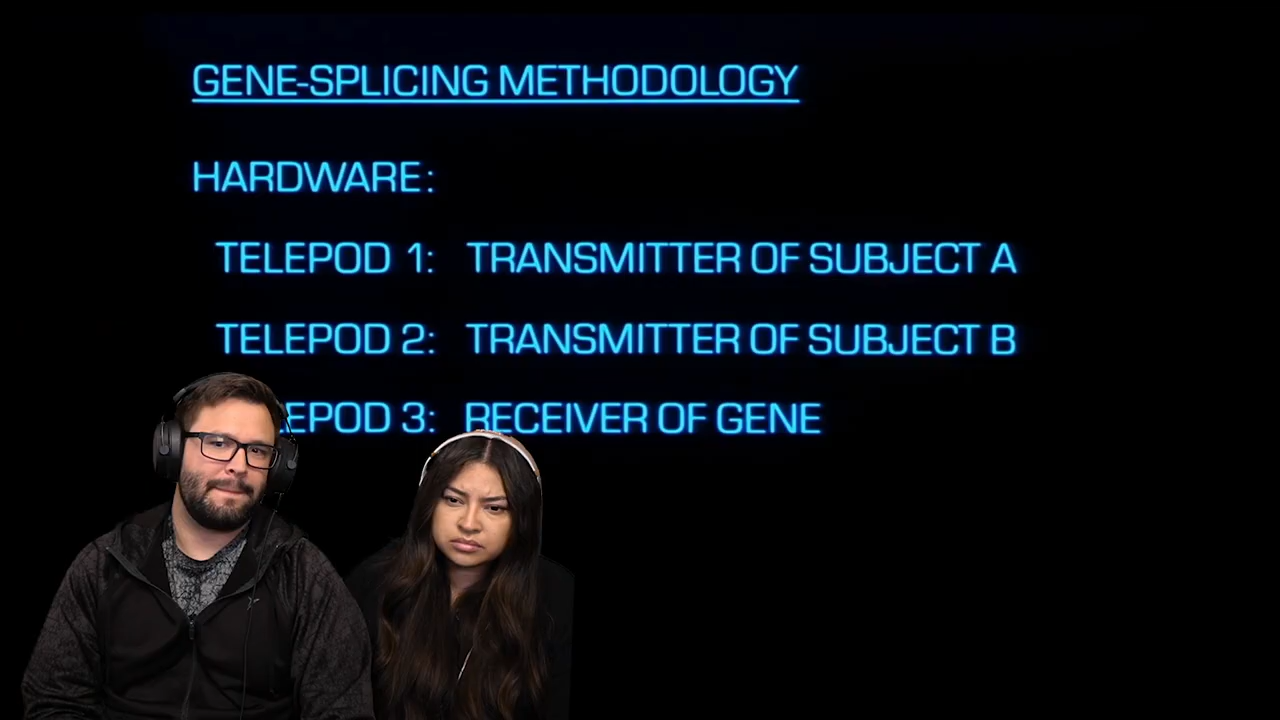 GENE-SPLICING METHODOLOGY
HARDWARE:
TELEPOD 1: TRANSMITTER OF SUBJECT A
TELEPOD 2: TRANSMITTER OF SUBJECT B
EPOD 3: RECEIVER OF GENE